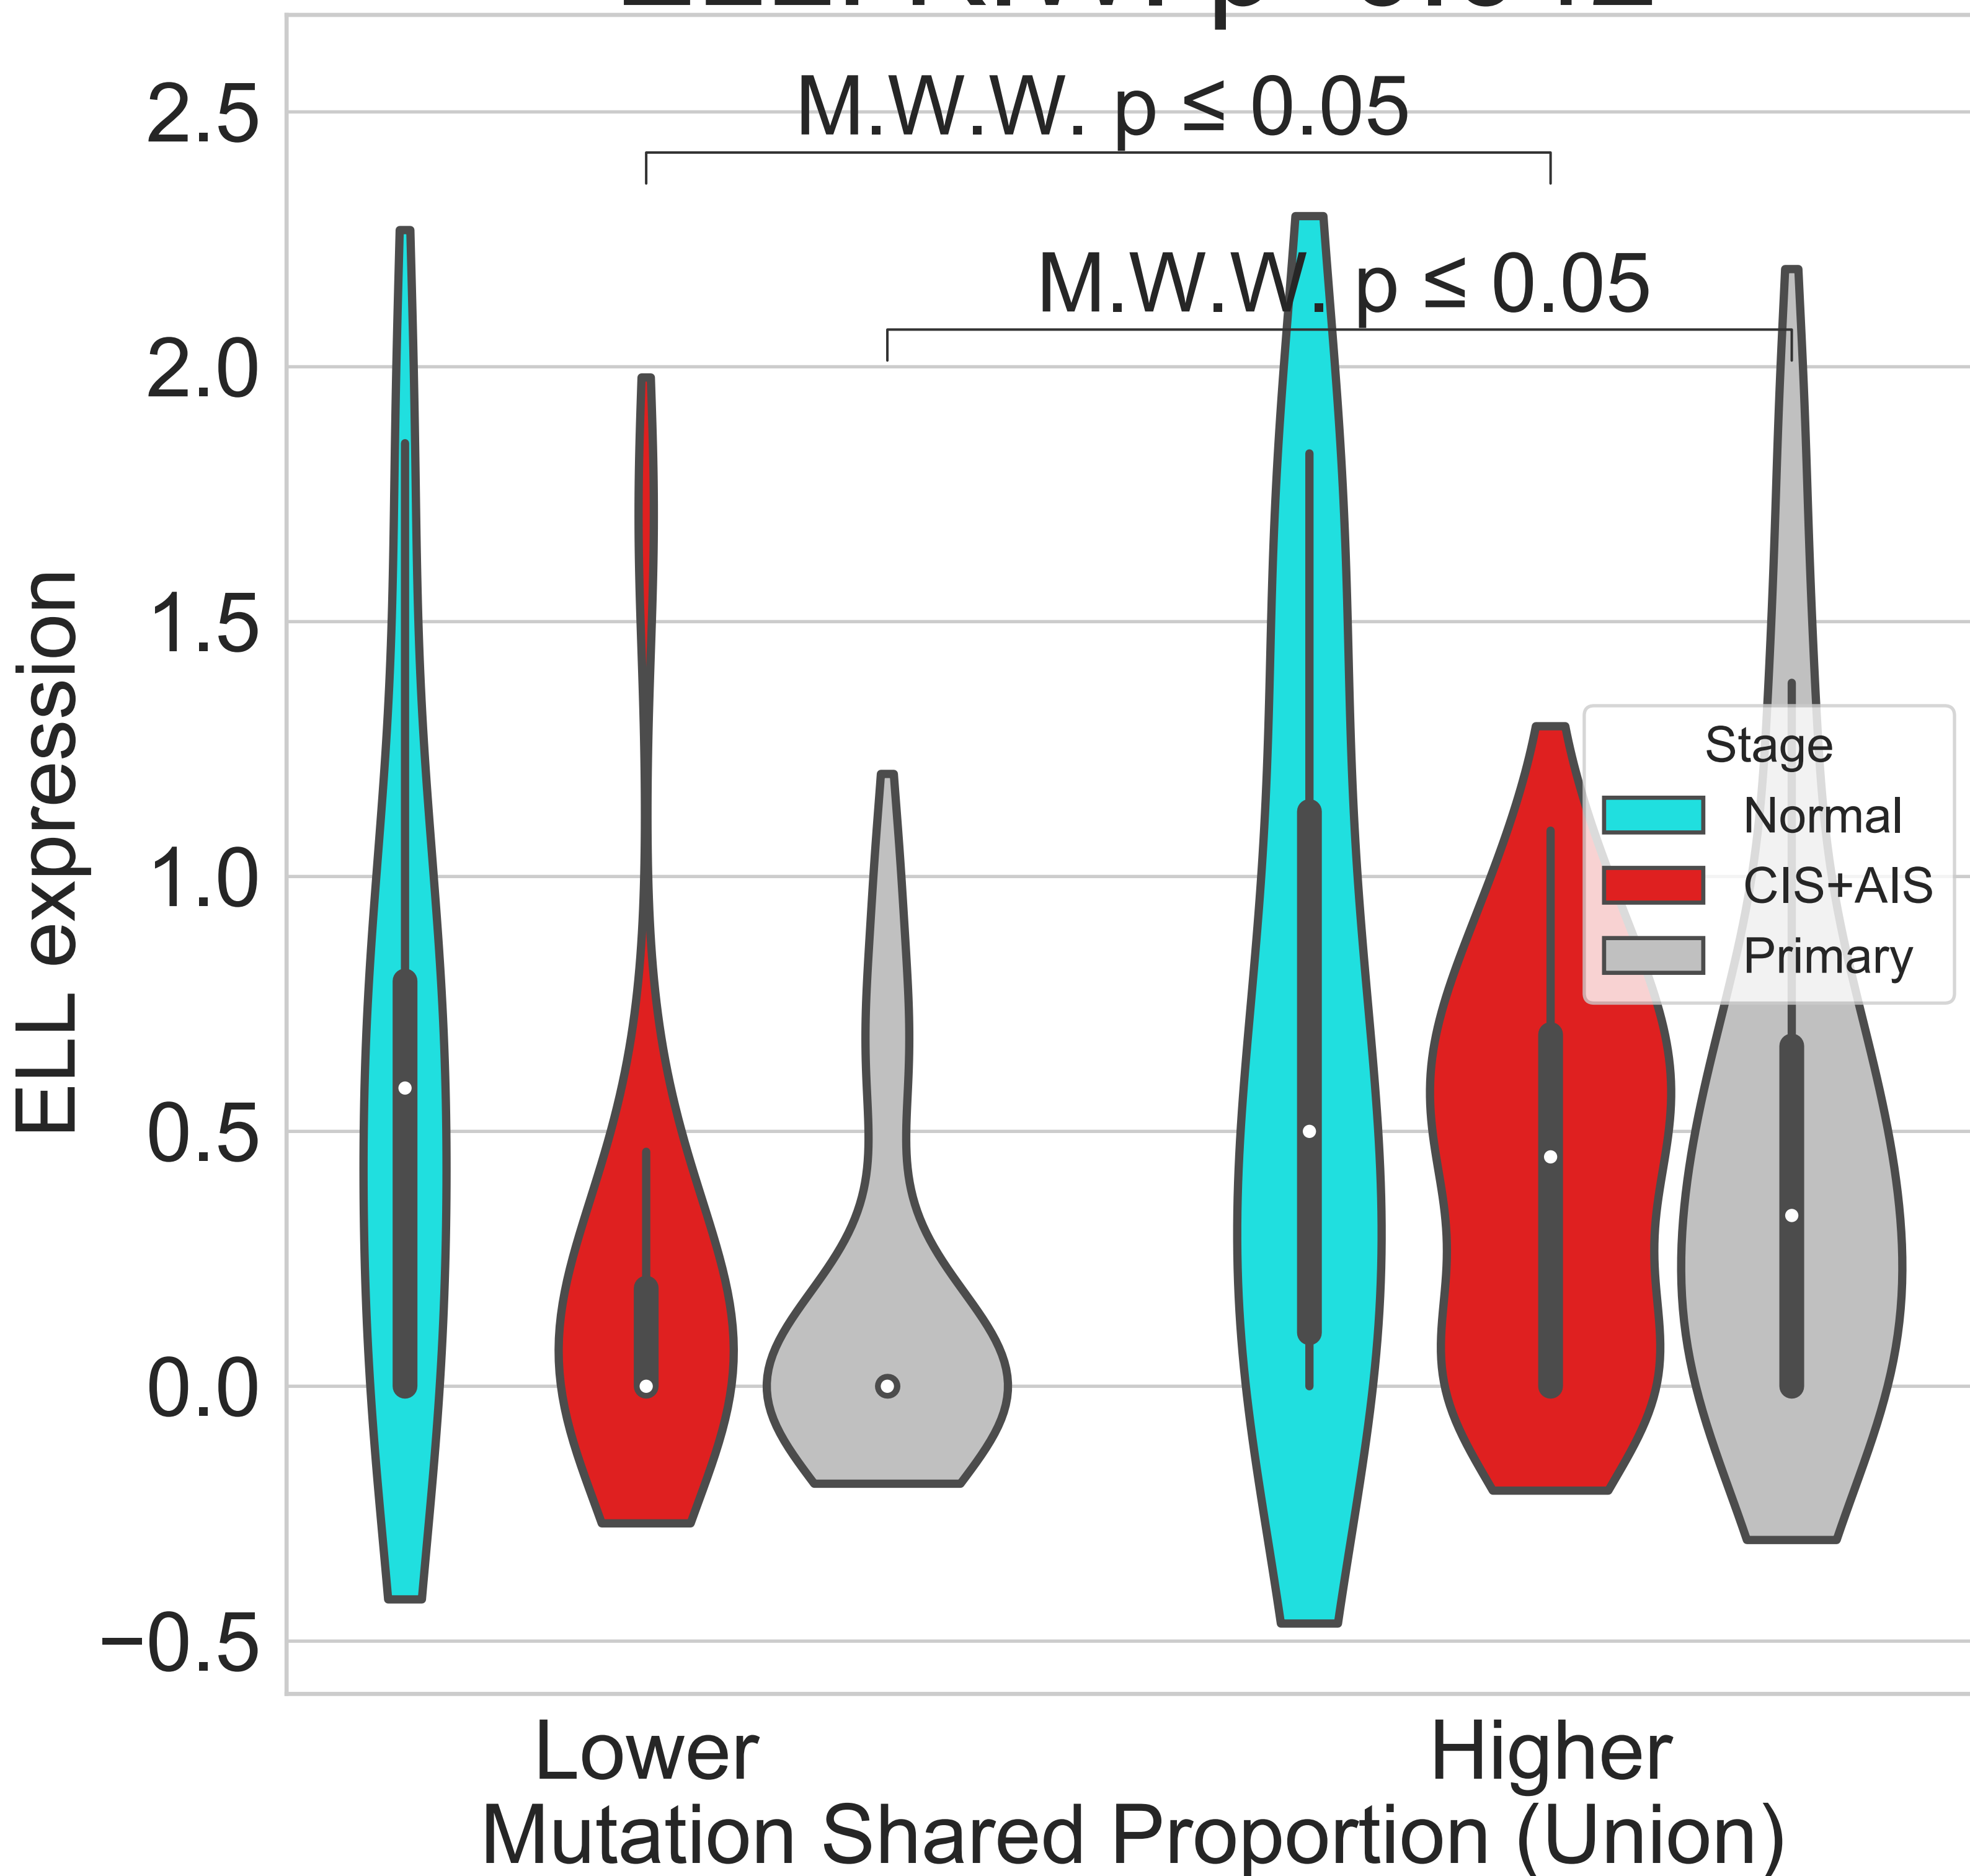 M.W.W. p ≤ 0.05
M.W.W. p ≤ 0.05
2.5
2.0
1.5
1.0
0.5
0.0
−0.5
ELL expression
Stage
Normal
CIS+AIS
Primary
Lower
Higher
Mutation Shared Proportion (Union)